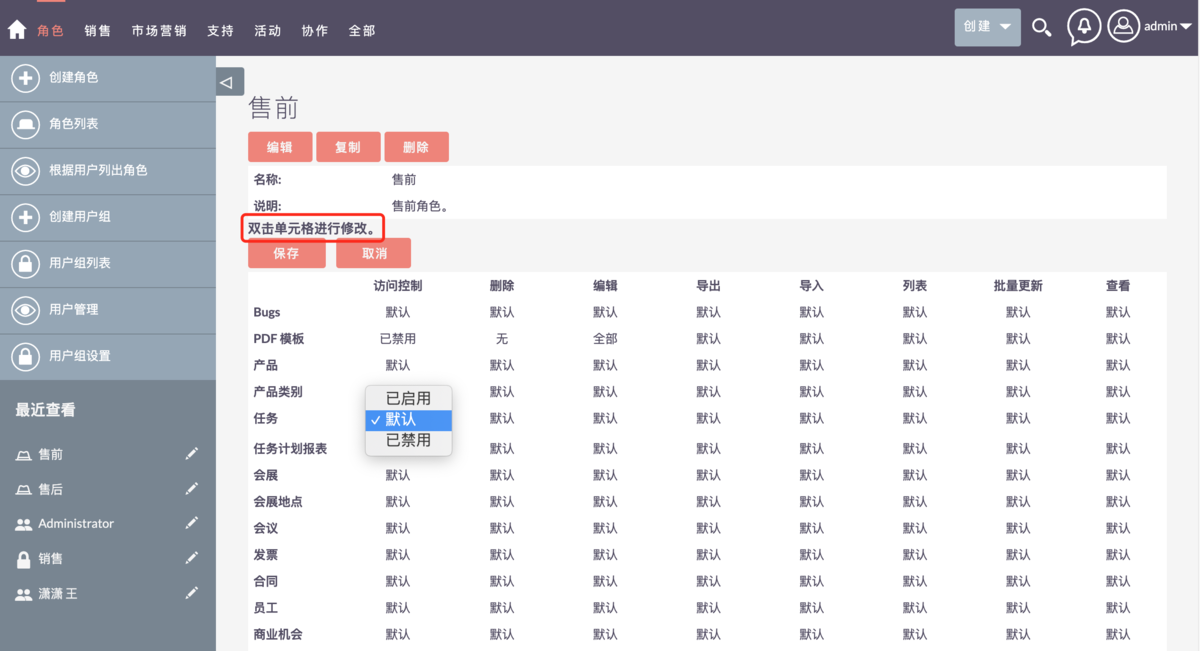 角色 销售 市场营销 支持 活动 协作 全部 创建 admin
创建角色
角色列表
根据用户列出角色
创建用户组
用户组列表
用户管理
用户组设置
最近查看
售前
售后
Administrator
销售
潇潇 王
售前
编辑 复制 删除
名称: 售前
说明: 售前角色。
双击单元格进行修改。
保存 取消
访问控制 删除 编辑 导出 导入 列表 批量更新 查看
Bugs 默认 默认 默认 默认 默认 默认 默认 默认
PDF 模板 已禁用 无 全部 默认 默认 默认 默认 默认
产品 默认 默认 默认 默认 默认 默认 默认 默认
产品类别 已启用 默认 默认 默认 默认 默认 默认 默认
任务 默认 默认 默认 默认 默认 默认 默认 默认
已禁用
任务计划报表 默认 默认 默认 默认 默认 默认 默认
会展 默认 默认 默认 默认 默认 默认 默认 默认
会展地点 默认 默认 默认 默认 默认 默认 默认 默认
会议 默认 默认 默认 默认 默认 默认 默认 默认
发票 默认 默认 默认 默认 默认 默认 默认 默认
合同 默认 默认 默认 默认 默认 默认 默认 默认
员工 默认 默认 默认 默认 默认 默认 默认 默认
商业机会 默认 默认 默认 默认 默认 默认 默认 默认